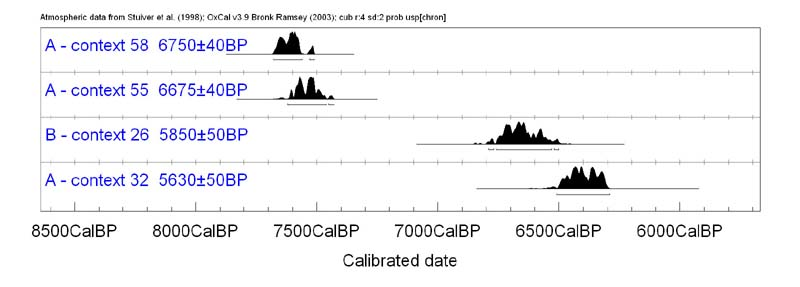 Atmospheric data from Stuiver et al. (1998); OxCal v3.9 Bronk Ramsey (2003); cub r:4 sd:2 prob usp[chron]
A - context 58 6750±40BP
A - context 55 6675±40BP
B - context 26 5850±50BP
A - context 32 5630±50BP
8500CalBP 8000CalBP 7500CalBP 7000CalBP 6500CalBP 6000CalBP
Calibrated date